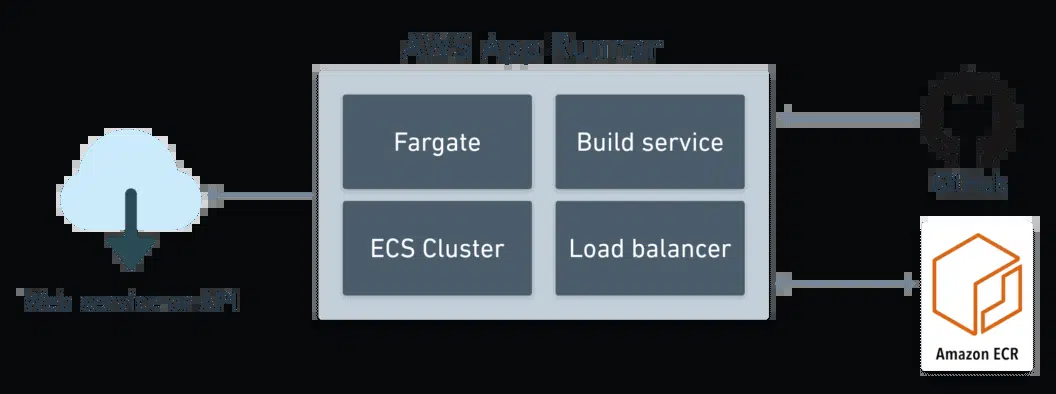 AWS App Runner
Fargate
Build service
ECS Cluster
Load balancer
GitHub
Web service or API
Amazon ECR